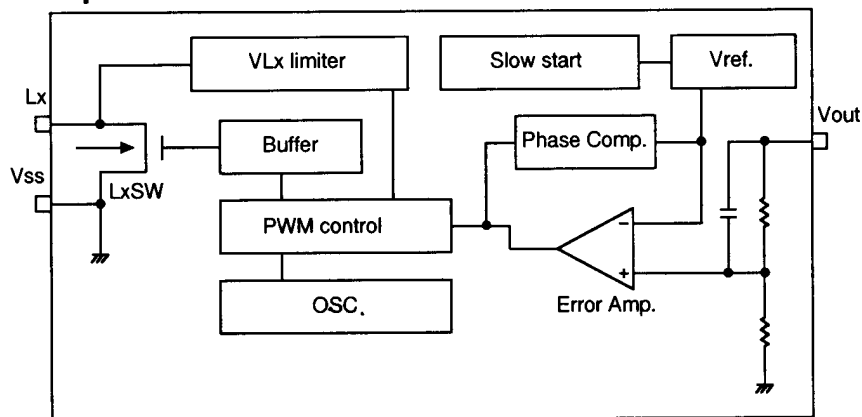 VLx limiter
Slow start
Vref.
Lx
Vout
Buffer
Phase Comp.
Vss
LxSW
PWM control
−
+
OSC.
Error Amp.